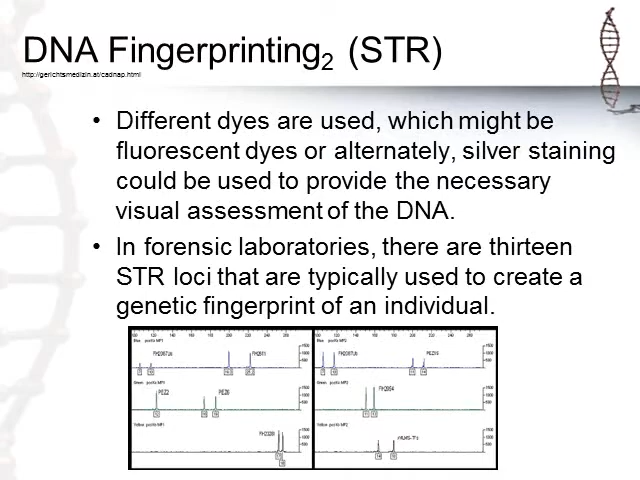 DNA Fingerprinting2 (STR)
http://gerichtsmedizin.at/cadnap.html
• Different dyes are used, which might be
fluorescent dyes or alternately, silver staining
could be used to provide the necessary
visual assessment of the DNA.
• In forensic laboratories, there are thirteen
STR loci that are typically used to create a
genetic fingerprint of an individual.
PEZ2 PEZ6